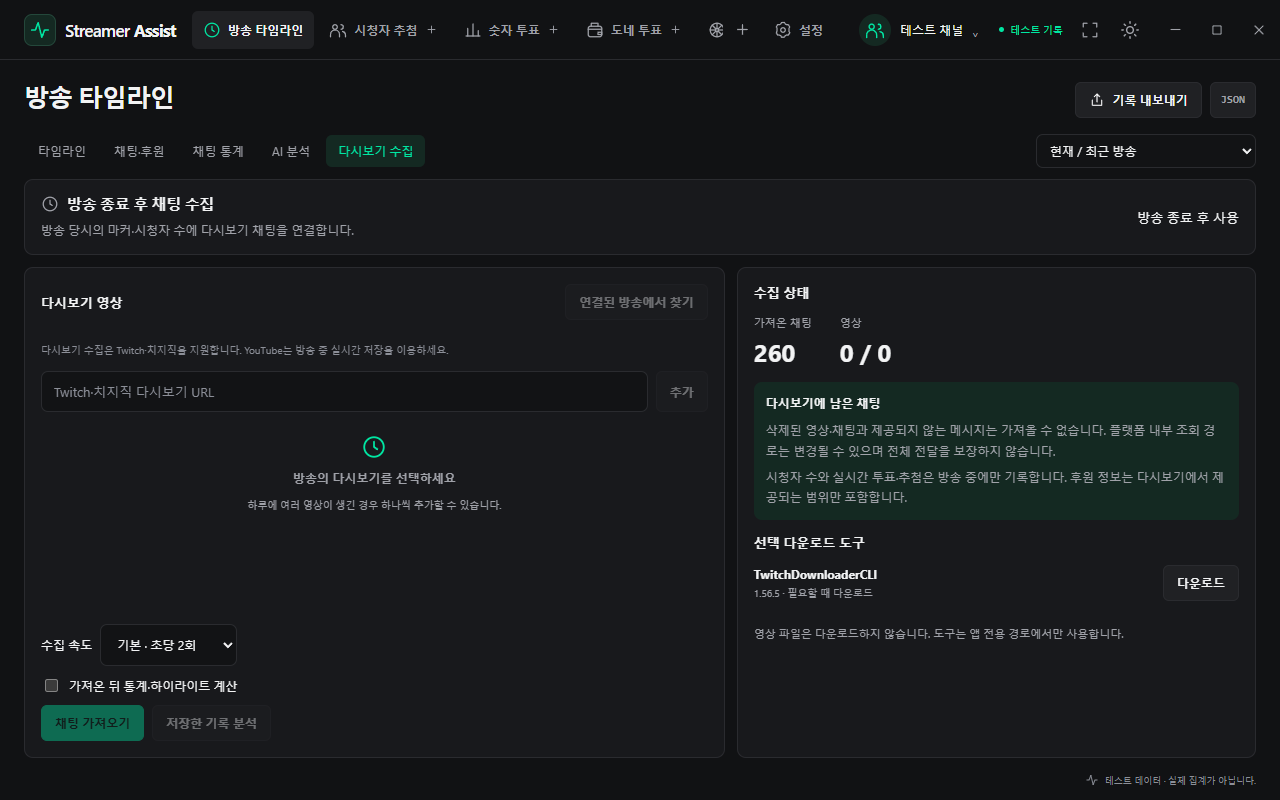 Streamer Assist
방송 타임라인
시청자 추첨 +
숫자 투표 +
도네 투표 +
+
설정
테스트 채널
테스트 기록
방송 타임라인
기록 내보내기
JSON
타임라인
채팅·후원
채팅 통계
AI 분석
다시보기 수집
현재 / 최근 방송
방송 종료 후 채팅 수집
방송 당시의 마커·시청자 수에 다시보기 채팅을 연결합니다.
방송 종료 후 사용
다시보기 영상
연결된 방송에서 찾기
다시보기 수집은 Twitch·치지직을 지원합니다. YouTube는 방송 중 실시간 저장을 이용하세요.
Twitch·치지직 다시보기 URL
추가
방송의 다시보기를 선택하세요
하루에 여러 영상이 생긴 경우 하나씩 추가할 수 있습니다.
수집 속도
기본 · 초당 2회
가져온 뒤 통계·하이라이트 계산
채팅 가져오기
저장한 기록 분석
수집 상태
가져온 채팅
영상
260
0 / 0
다시보기에 남은 채팅
삭제된 영상·채팅과 제공되지 않는 메시지는 가져올 수 없습니다. 플랫폼 내부 조회 경
로는 변경될 수 있으며 전체 전달을 보장하지 않습니다.
시청자 수와 실시간 투표·추첨은 방송 중에만 기록합니다. 후원 정보는 다시보기에서 제
공되는 범위만 포함합니다.
선택 다운로드 도구
TwitchDownloaderCLI
1.56.5 · 필요할 때 다운로드
다운로드
영상 파일은 다운로드하지 않습니다. 도구는 앱 전용 경로에서만 사용합니다.
테스트 데이터 · 실제 집계가 아닙니다.